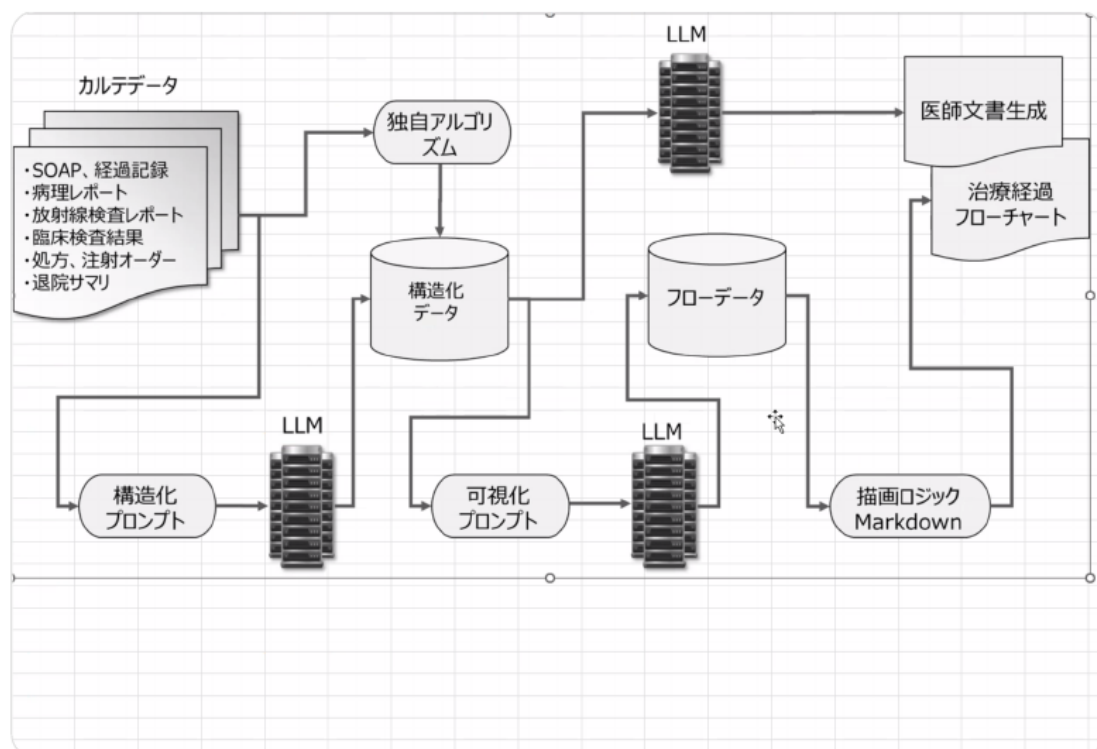 カルテデータ
・SOAP、経過記録
・病理レポート
・放射線検査レポート
・臨床検査結果
・処方、注射オーダー
・退院サマリ
独自アルゴリ
ズム
構造化
データ
LLM
医師文書生成
治療経過
フローチャート
フローデータ
構造化
プロンプト
LLM
可視化
プロンプト
LLM
描画ロジック
Markdown